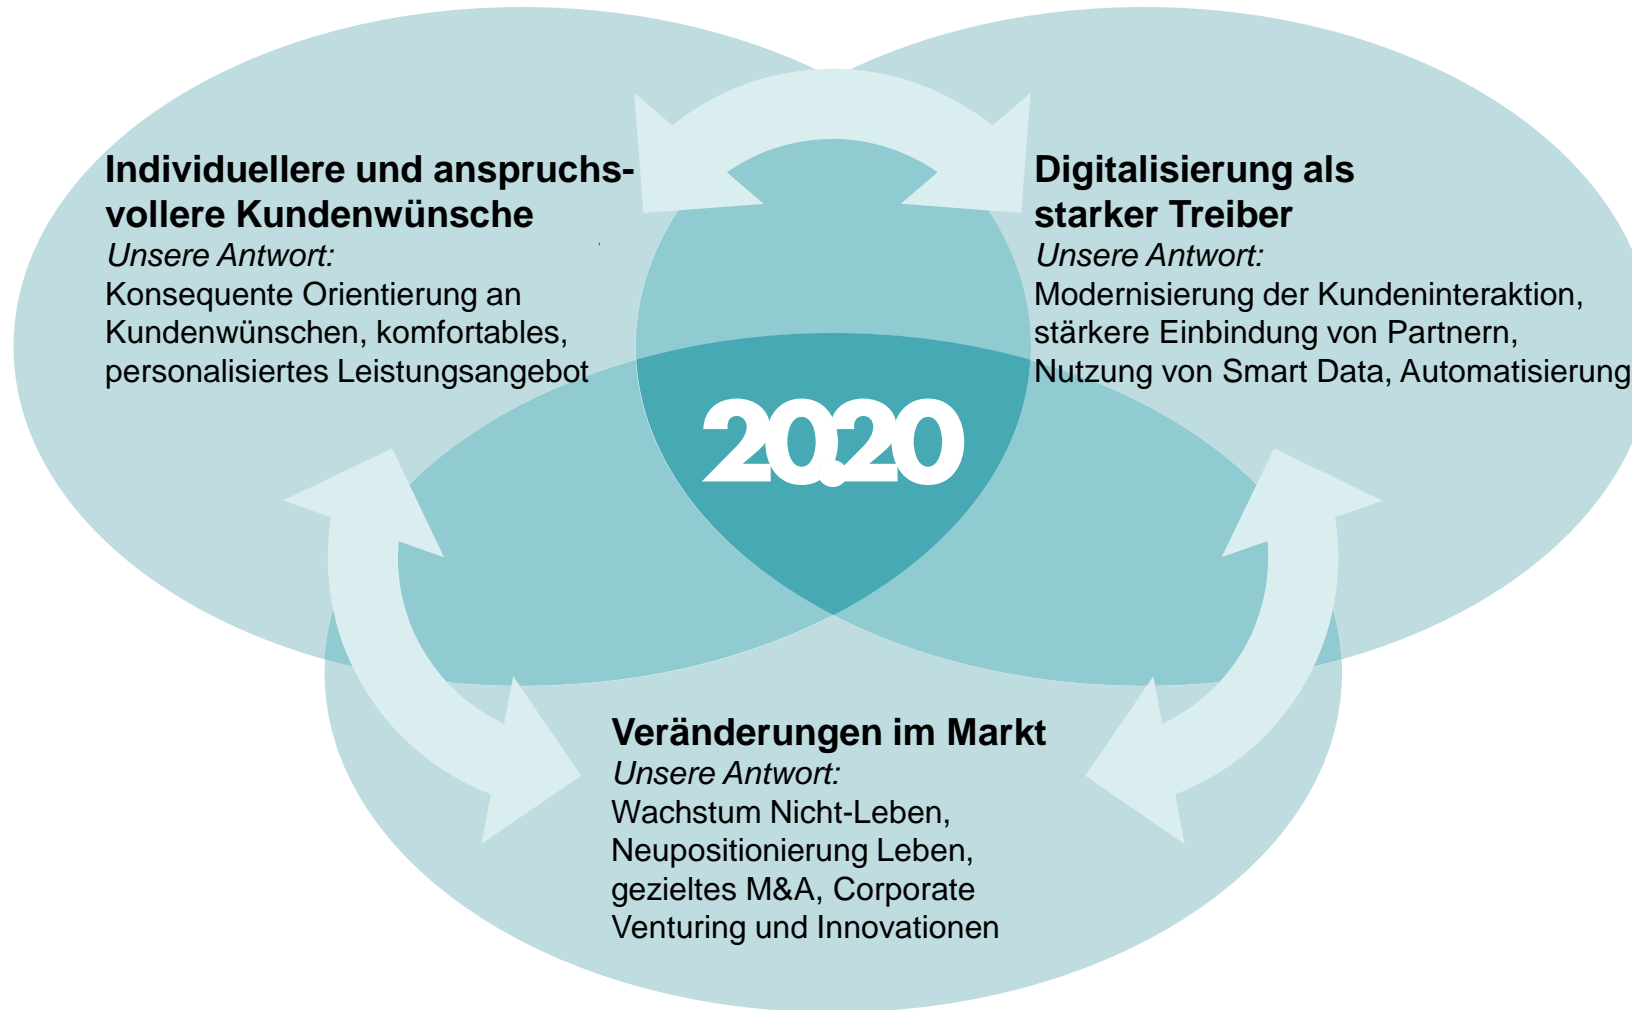 Individuellere und anspruchs-
vollere Kundenwünsche
Unsere Antwort:
Konsequente Orientierung an
Kundenwünschen, komfortables,
personalisiertes Leistungsangebot
Digitalisierung als
starker Treiber
Unsere Antwort:
Modernisierung der Kundeninteraktion,
stärkere Einbindung von Partnern,
Nutzung von Smart Data, Automatisierung
20.20
Veränderungen im Markt
Unsere Antwort:
Wachstum Nicht-Leben,
Neupositionierung Leben,
gezieltes M&A, Corporate
Venturing und Innovationen